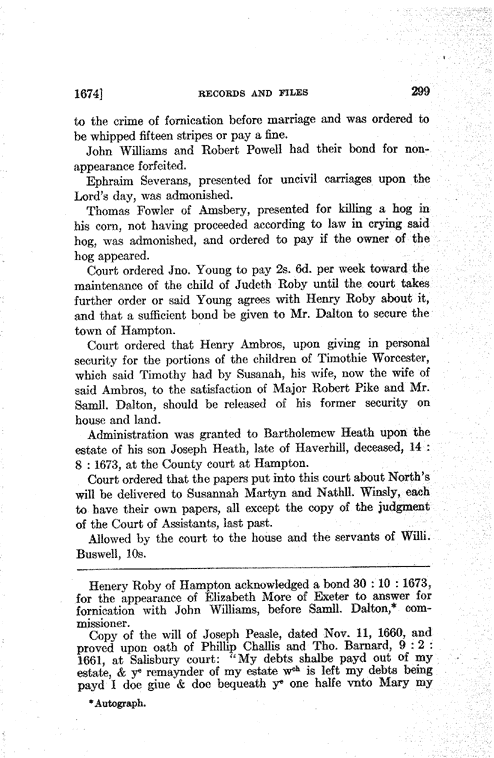 1674] RECORDS AND FILES 299
to the crime of fornication before marriage and was ordered to
be whipped fifteen stripes or pay a fine.
John Williams and Robert Powell had their bond for non-
appearance forfeited.
Ephraim Severans, presented for uncivil carriages upon the
Lord's day, was admonished.
Thomas Fowler of Amsbery, presented for killing a hog in
his corn, not having proceeded according to law in crying said
hog, was admonished, and ordered to pay if the owner of the
hog appeared.
Court ordered Jno. Young to pay 2s. 6d. per week toward the
maintenance of the child of Judeth Roby until the court takes
further order or said Young agrees with Henry Roby about it,
and that a sufficient bond be given to Mr. Dalton to secure the
town of Hampton.
Court ordered that Henry Ambros, upon giving in personal
security for the portions of the children of Timothie Worcester,
which said Timothy had by Susanah, his wife, now the wife of
said Ambros, to the satisfaction of Major Robert Pike and Mr.
Samll. Dalton, should be released of his former security on
house and land.
Administration was granted to Bartholemew Heath upon the
estate of his son Joseph Heath, late of Haverhill, deceased, 14 :
8 : 1673, at the County court at Hampton.
Court ordered that the papers put into this court about North's
will be delivered to Susannah Martyn and Nathll. Winsly, each
to have their own papers, all except the copy of the judgment
of the Court of Assistants, last past.
Allowed by the court to the house and the servants of Willi.
Buswell, 10s.
Henery Roby of Hampton acknowledged a bond 30 : 10 : 1673,
for the appearance of Elizabeth More of Exeter to answer for
fornication with John Williams, before Samll. Dalton,* com-
missioner.
Copy of the will of Joseph Peasle, dated Nov. 11, 1660, and
proved upon oath of Phillip Challis and Tho. Barnard, 9 : 2 :
1661, at Salisbury court: "My debts shalbe payd out of my
estate, & yᵉ remaynder of my estate wᶜʰ is left my debts being
payd I doe giue & doe bequeath yᵉ one halfe vnto Mary my
*Autograph.